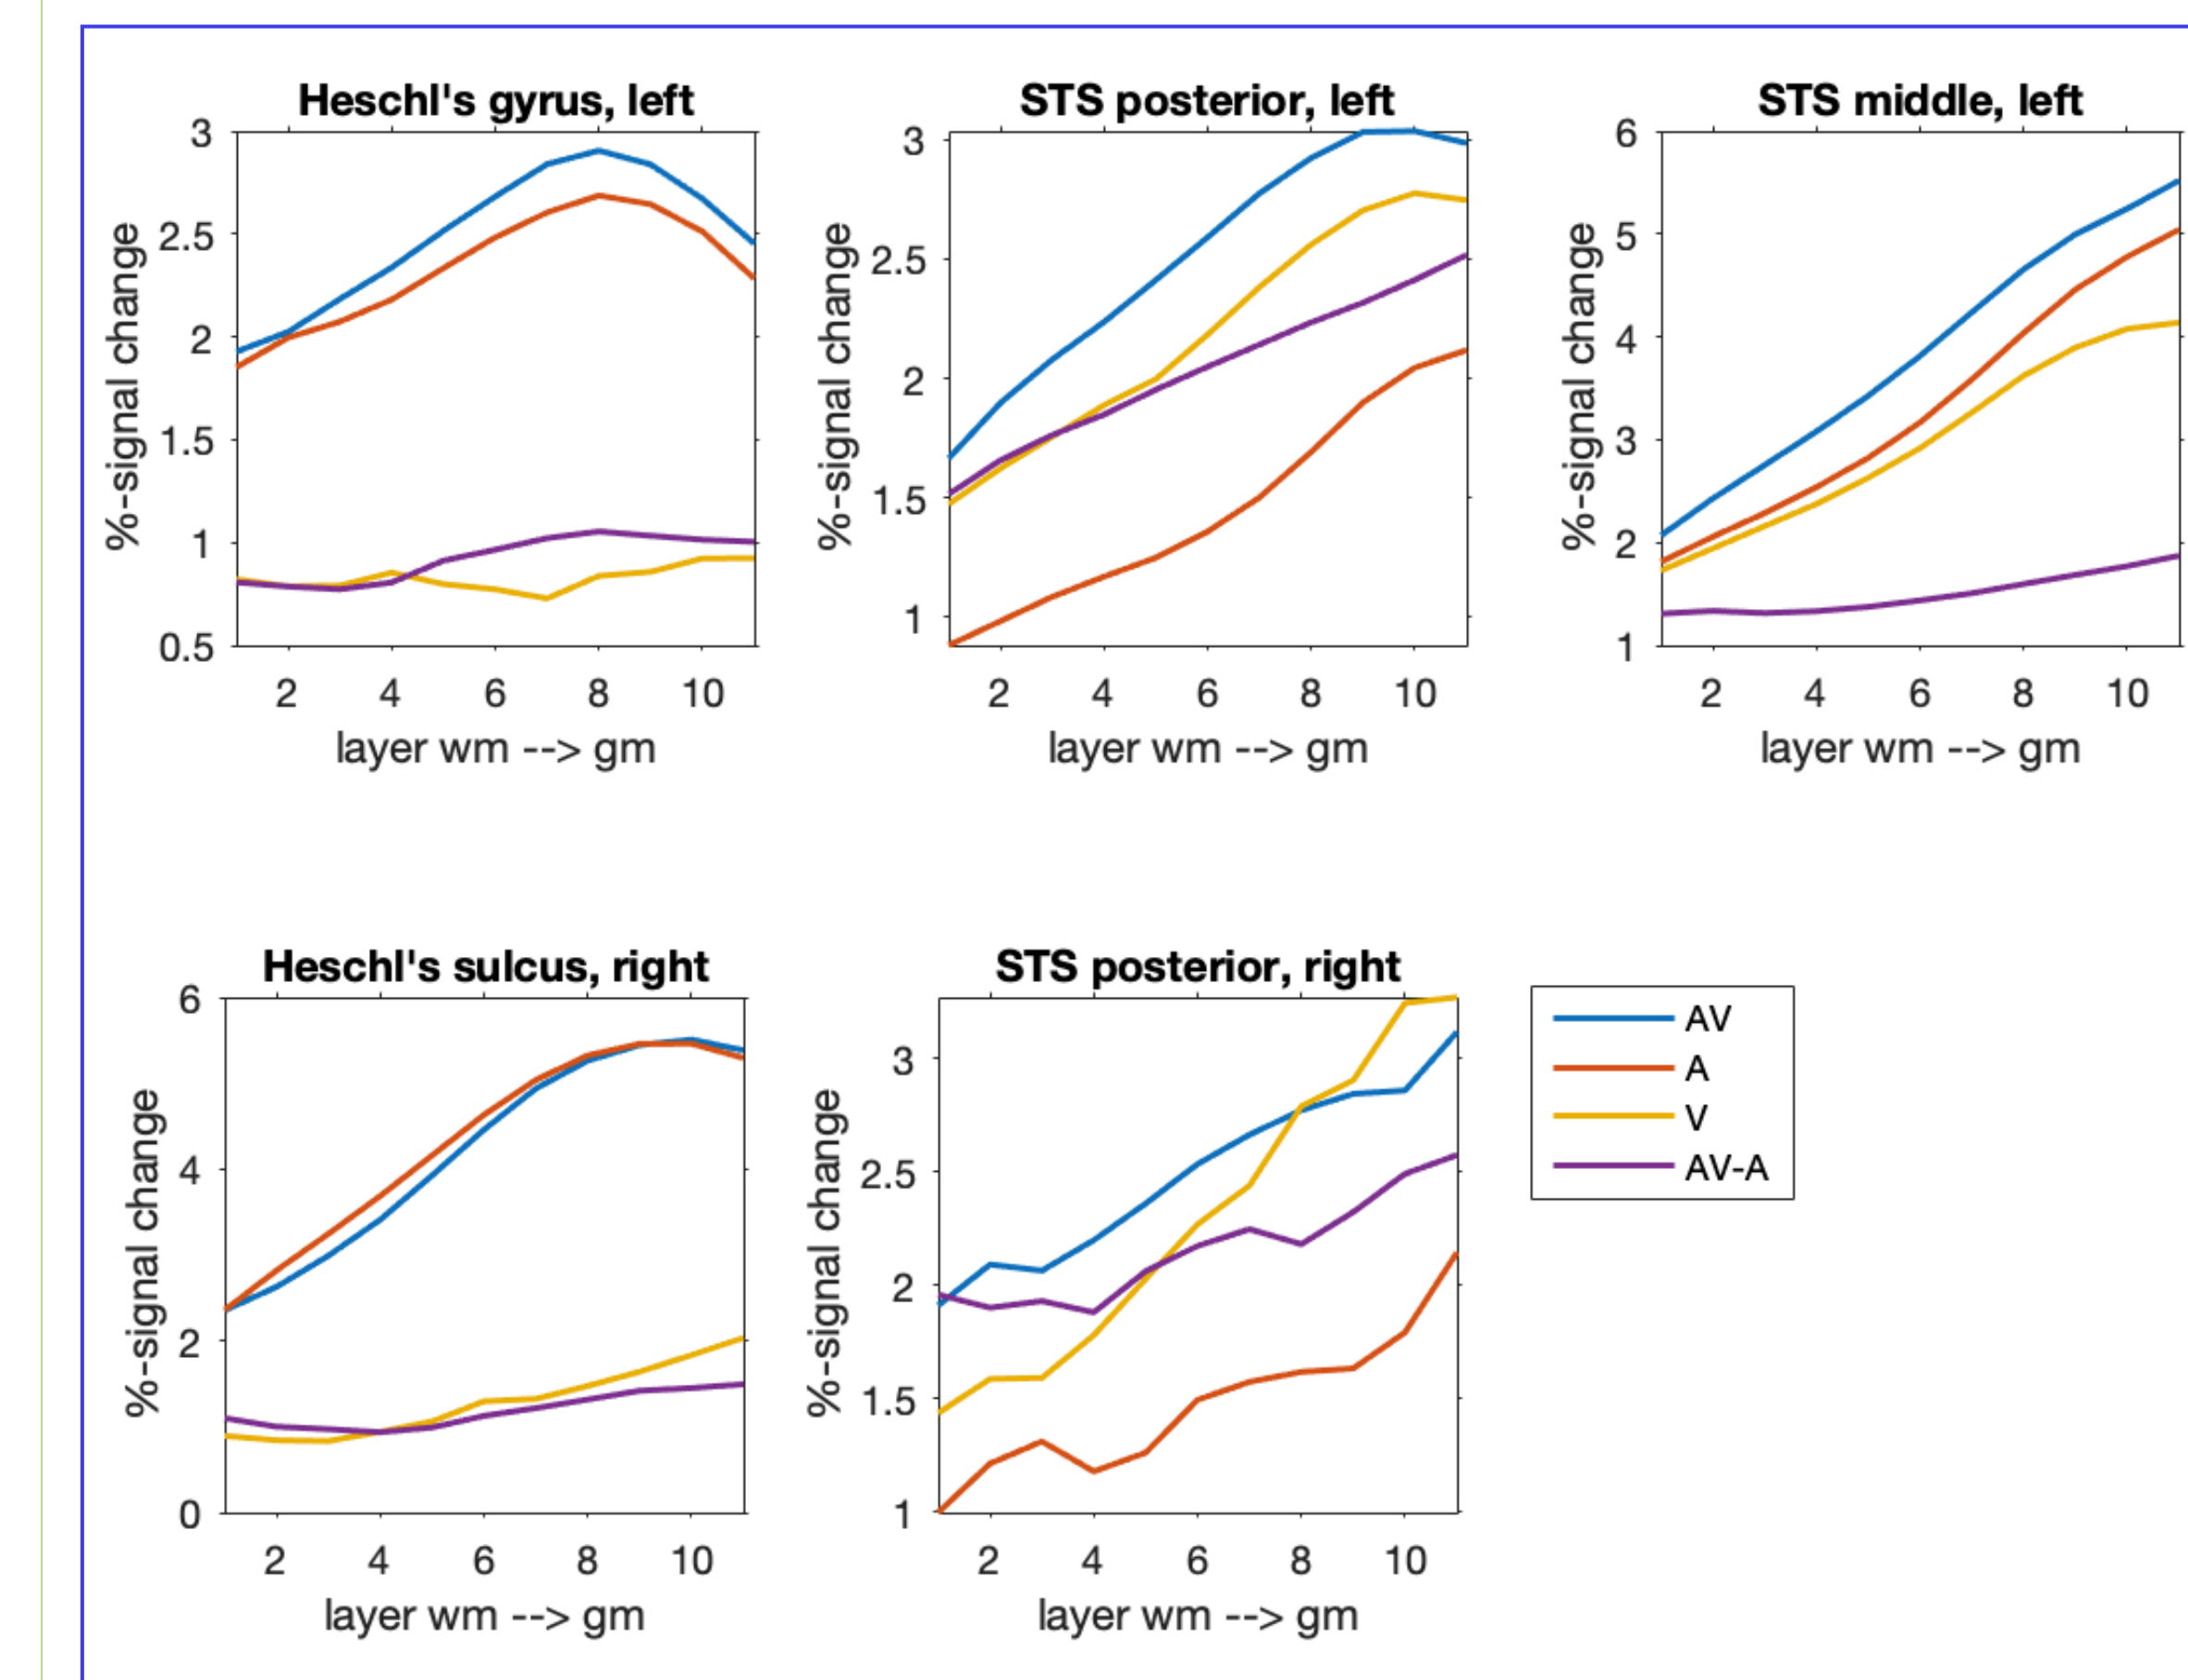 Heschl's gyrus, left
%-signal change
3
2.5
2
1.5
1
0.5
2 4 6 8 10
layer wm --> gm
STS posterior, left
%-signal change
3
2.5
2
1.5
1
2 4 6 8 10
layer wm --> gm
STS middle, left
%-signal change
6
5
4
3
2
1
2 4 6 8 10
layer wm --> gm
Heschl's sulcus, right
%-signal change
6
4
2
0
2 4 6 8 10
layer wm --> gm
STS posterior, right
%-signal change
3
2.5
2
1.5
1
2 4 6 8 10
layer wm --> gm
AV
A
V
AV-A